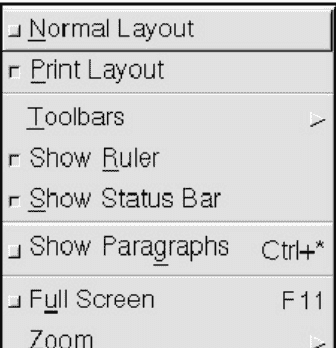 Normal Layout
Print Layout
Toolbars
Show Ruler
Show Status Bar
Show Paragraphs Ctrl+*
Full Screen F11
Zoom